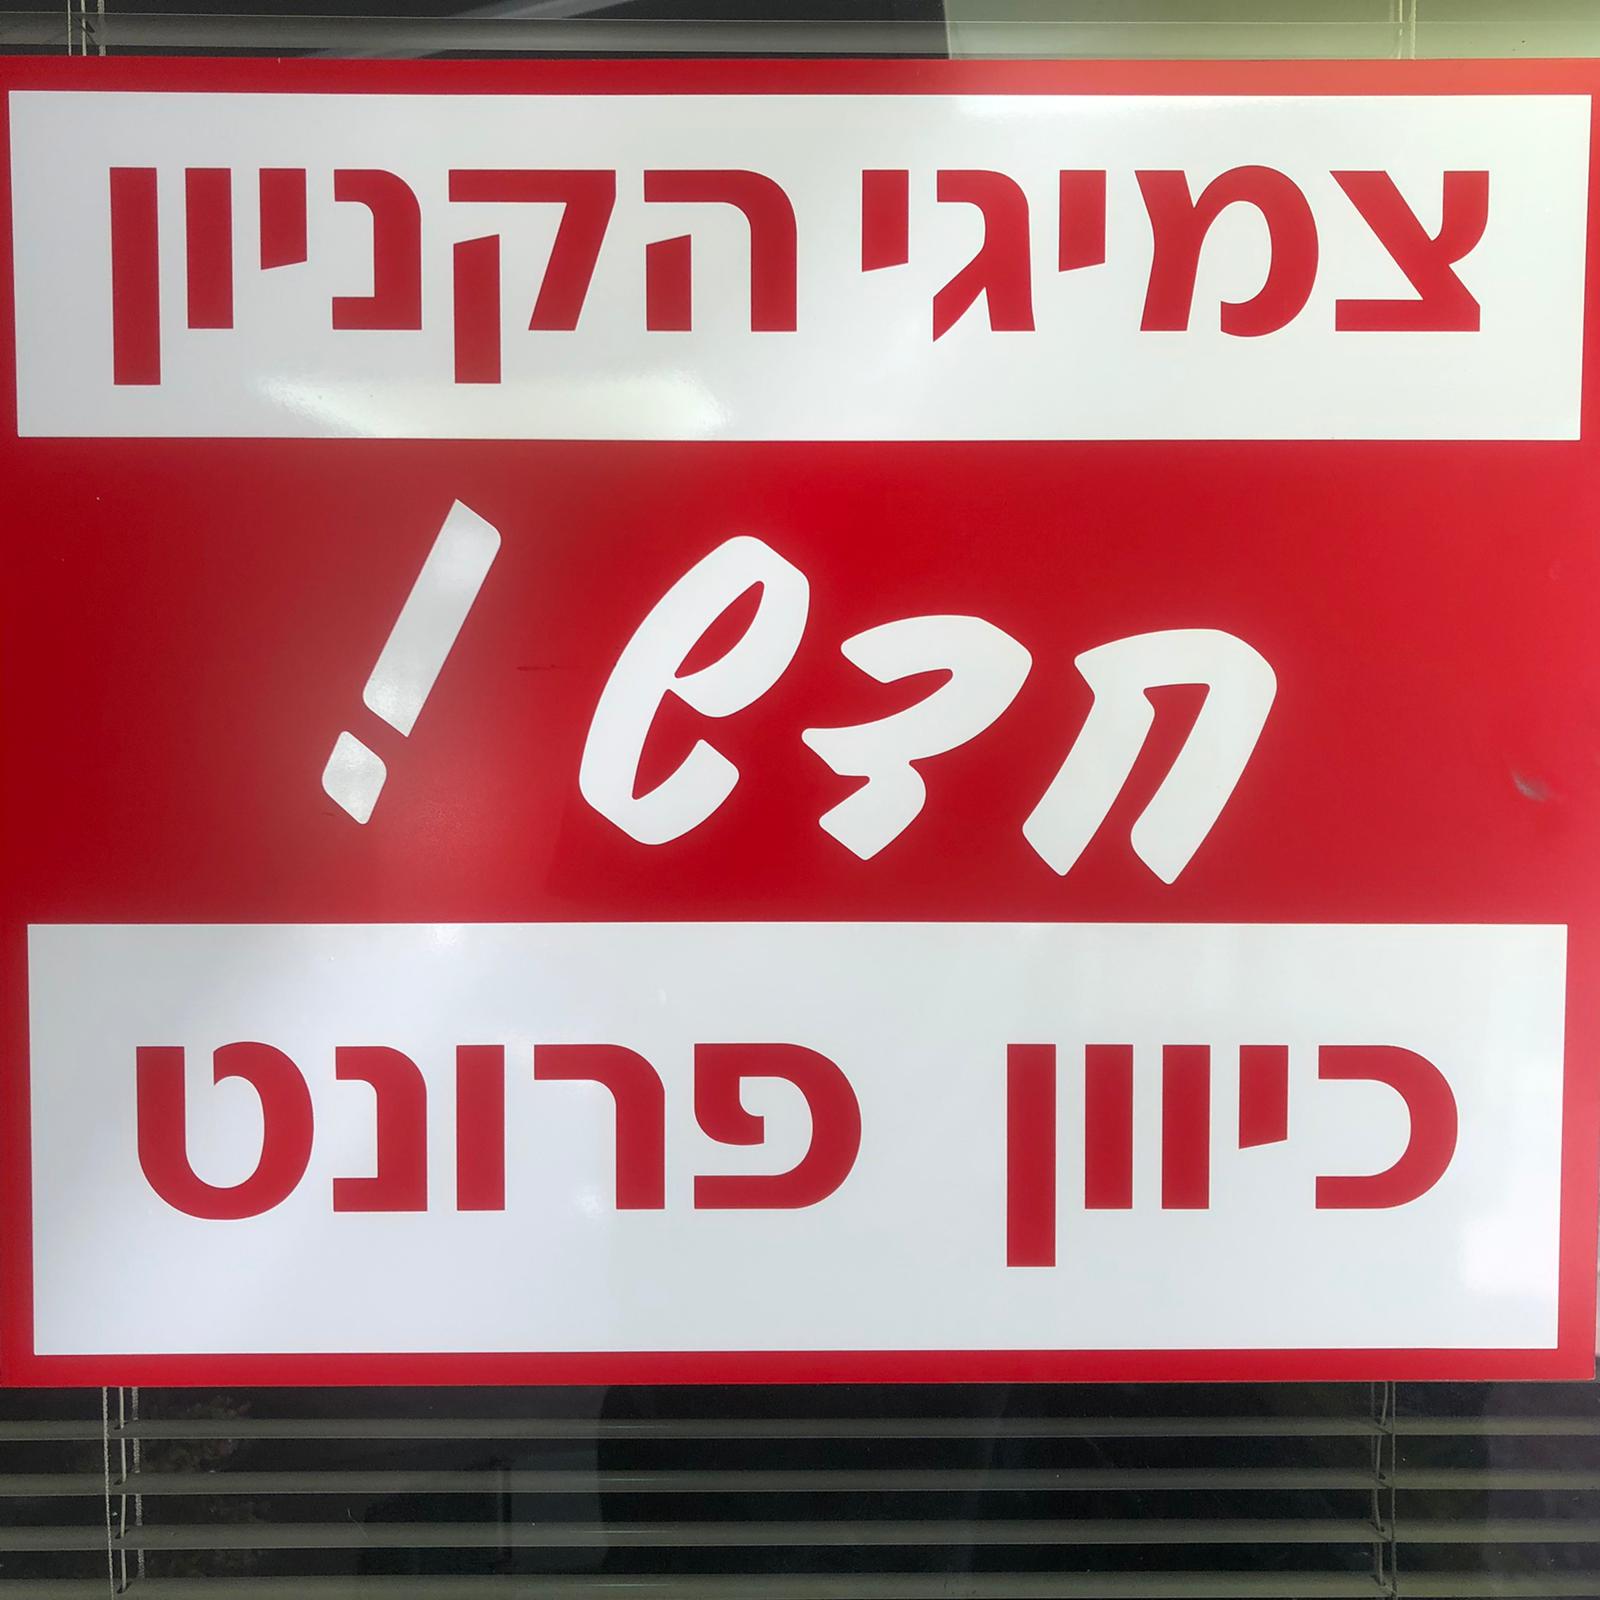 צמיגי הקניון
חדש !
כיוון פרונט